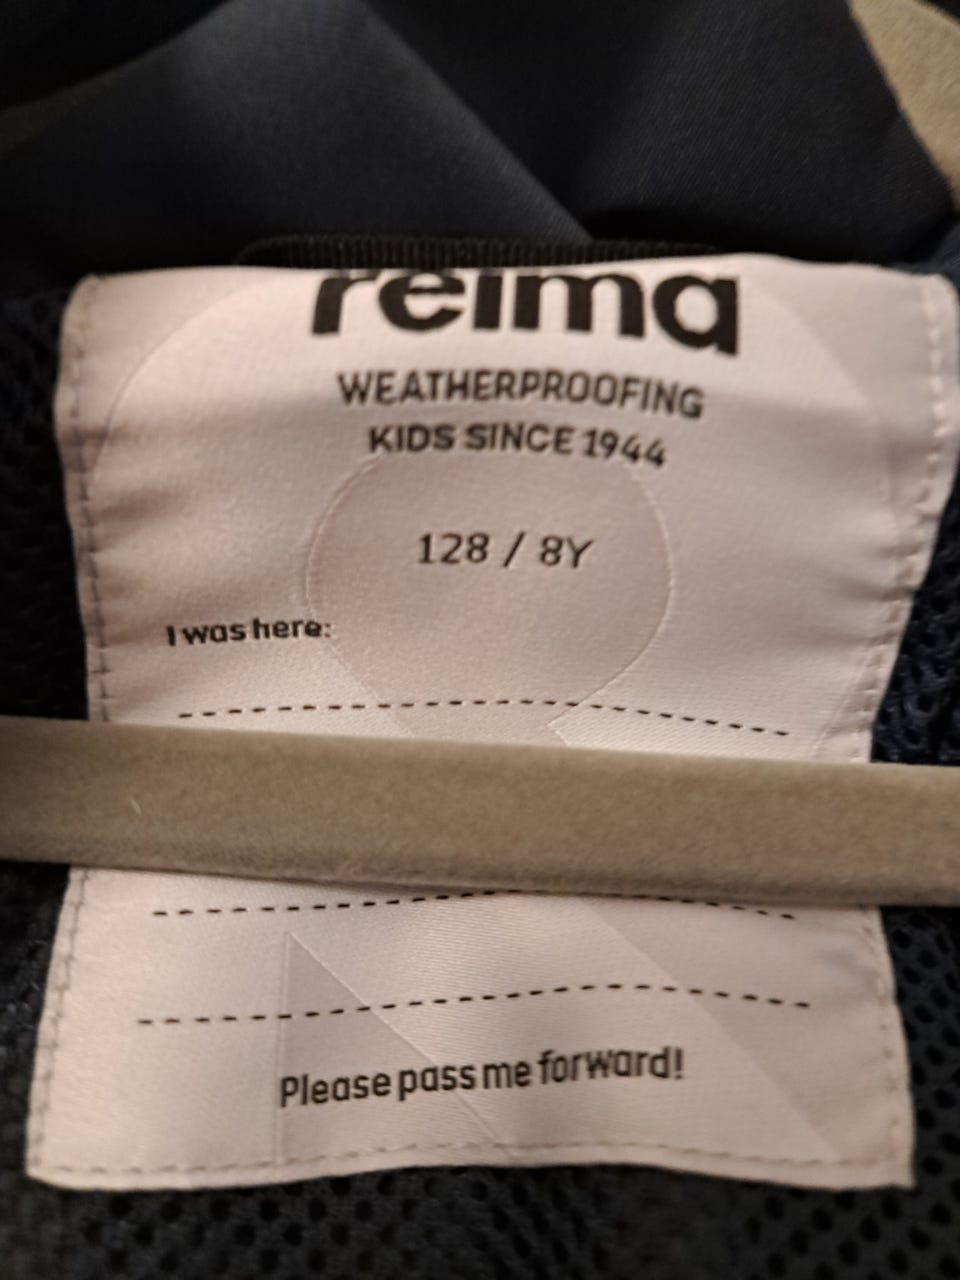 reima
WEATHERPROOFING
KIDS SINCE 1944
128 / 8Y
I was here:
Please pass me forward!